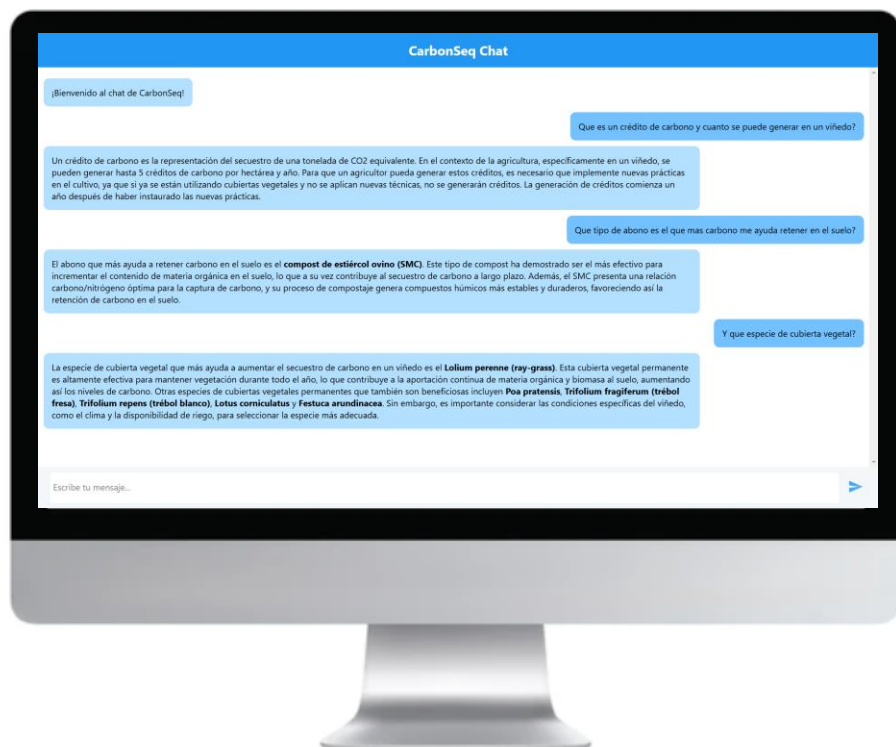 CarbonSeq Chat
¡Bienvenido al chat de CarbonSeq!
Que es un crédito de carbono y cuanto se puede generar en un viñedo?
Un crédito de carbono es la representación del secuestro de una tonelada de CO2 equivalente. En el contexto de la agricultura, específicamente en un viñedo, se
pueden generar hasta 5 créditos de carbono por hectárea y año. Para que un agricultor pueda generar estos créditos, es necesario que implemente nuevas prácticas
en el cultivo, ya que si ya se están utilizando cubiertas vegetales y no se aplican nuevas técnicas, no se generarán créditos. La generación de créditos comienza un
año después de haber instaurado las nuevas prácticas.
Que tipo de abono es el que mas carbono me ayuda retener en el suelo?
El abono que más ayuda a retener carbono en el suelo es el compost de estiércol ovino (SMC). Este tipo de compost ha demostrado ser el más efectivo para
incrementar el contenido de materia orgánica en el suelo, lo que a su vez contribuye al secuestro de carbono a largo plazo. Además, el SMC presenta una relación
carbono/nitrógeno óptima para la captura de carbono, y su proceso de compostaje genera compuestos húmicos más estables y duraderos, favoreciendo así la
retención de carbono en el suelo.
Y que especie de cubierta vegetal?
La especie de cubierta vegetal que más ayuda a aumentar el secuestro de carbono en un viñedo es el Lolium perenne (ray-grass). Esta cubierta vegetal permanente
es altamente efectiva para mantener vegetación durante todo el año, lo que contribuye a la aportación continua de materia orgánica y biomasa al suelo, aumentando
así los niveles de carbono. Otras especies de cubiertas vegetales permanentes que también son beneficiosas incluyen Poa pratensis, Trifolium fragiferum (trébol
fresa), Trifolium repens (trébol blanco), Lotus corniculatus y Festuca arundinacea. Sin embargo, es importante considerar las condiciones específicas del viñedo,
como el clima y la disponibilidad de riego, para seleccionar la especie más adecuada.
Escribe tu mensaje...